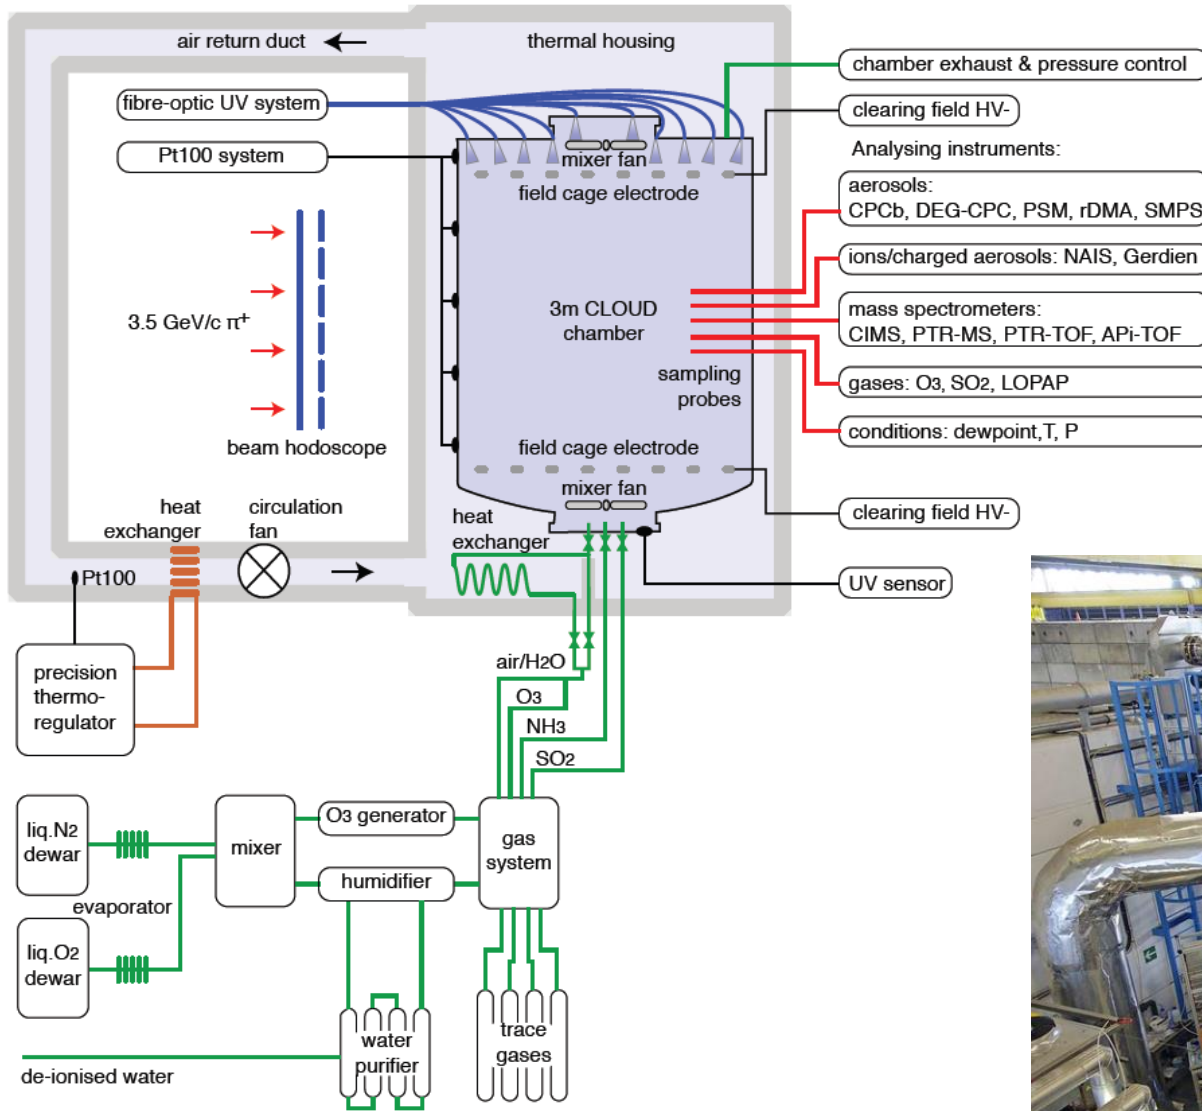 air return duct
thermal housing
chamber exhaust & pressure control
fibre-optic UV system
clearing field HV-
Pt100 system
mixer fan
Analysing instruments:
field cage electrode
aerosols:
CPCb, DEG-CPC, PSM, rDMA, SMPS
ions/charged aerosols: NAIS, Gerdien
3.5 GeV/c π+
3m CLOUD
chamber
mass spectrometers:
CIMS, PTR-MS, PTR-TOF, APi-TOF
sampling
probes
gases: O3, SO2, LOPAP
beam hodoscope
field cage electrode
conditions: dewpoint,T, P
mixer fan
heat
exchanger
circulation
fan
heat
exchanger
clearing field HV-
Pt100
UV sensor
precision
thermo-
regulator
air/H2O
O3
NH3
SO2
liq.N2
dewar
mixer
O3 generator
gas
system
humidifier
evaporator
liq.O2
dewar
water
purifier
trace
gases
de-ionised water